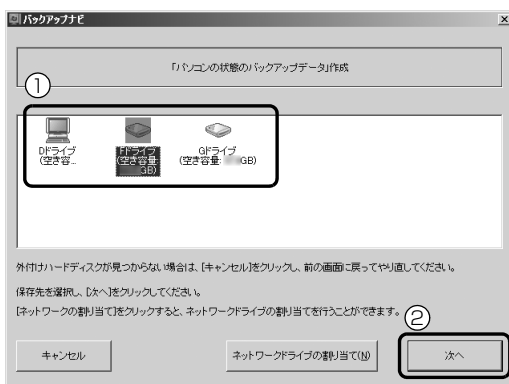 バックアップナビ
「パソコンの状態のバックアップデータ」作成
①
Dドライブ
(空き容...
Fドライブ
(空き容量
GB)
Gドライブ
(空き容量: GB)
外付けハードディスクが見つからない場合は、[キャンセル]をクリックし、前の画面に戻ってやり直してください。
保存先を選択し、[次へ]をクリックしてください。
[ネットワークの割り当て]をクリックすると、ネットワークドライブの割り当てを行うことができます。
②
キャンセル
ネットワークドライブの割り当て(N)
次へ